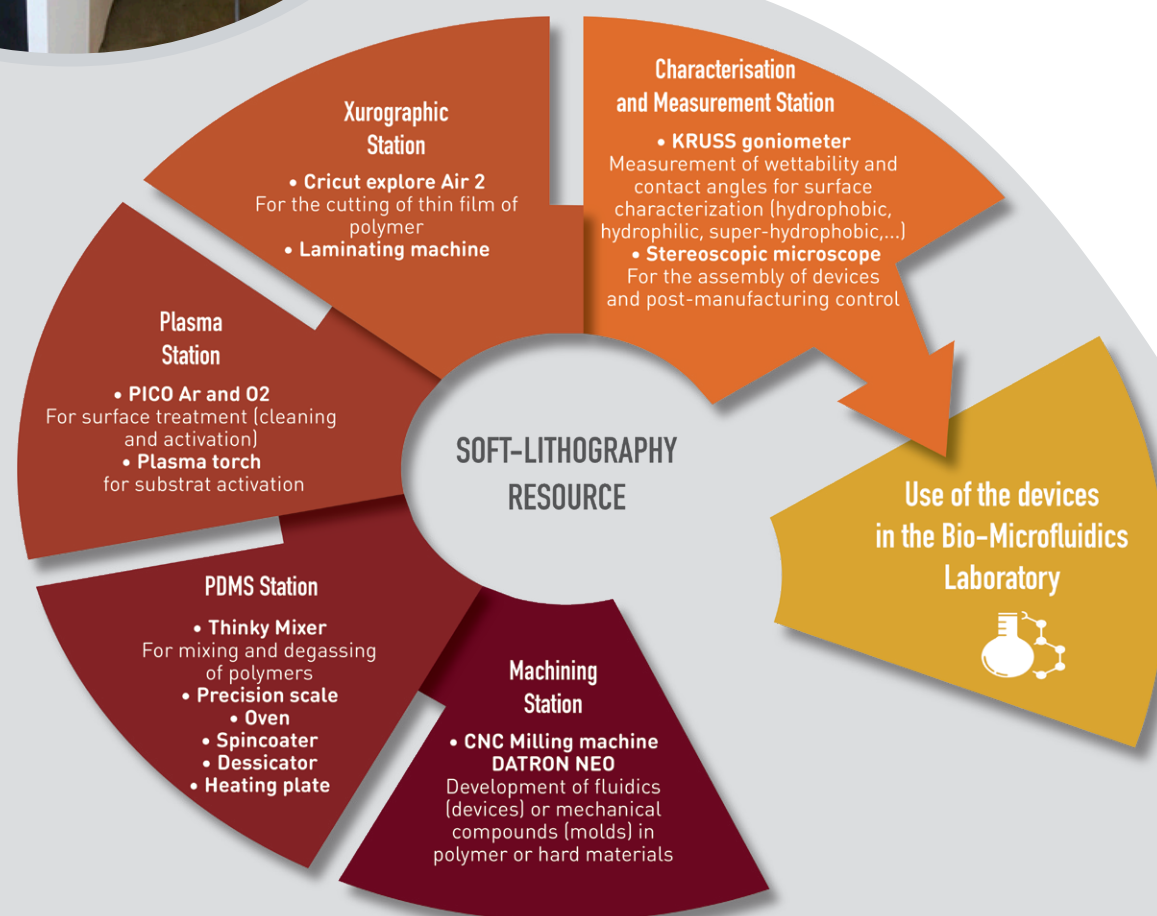 Xurographic
Station
• Cricut explore Air 2
For the cutting of thin film of
polymer
• Laminating machine
Characterisation
and Measurement Station
• KRUSS goniometer
Measurement of wettability and
contact angles for surface
characterization (hydrophobic,
hydrophilic, super-hydrophobic,...)
• Stereoscopic microscope
For the assembly of devices
and post-manufacturing control
Plasma
Station
• PICO Ar and O2
For surface treatment (cleaning
and activation)
• Plasma torch
for substrat activation
SOFT-LITHOGRAPHY
RESOURCE
Use of the devices
in the Bio-Microfluidics
Laboratory
PDMS Station
• Thinky Mixer
For mixing and degassing
of polymers
• Precision scale
• Oven
• Spincoater
• Dessicator
• Heating plate
Machining
Station
• CNC Milling machine
DATRON NEO
Development of fluidics
(devices) or mechanical
compounds (molds) in
polymer or hard materials